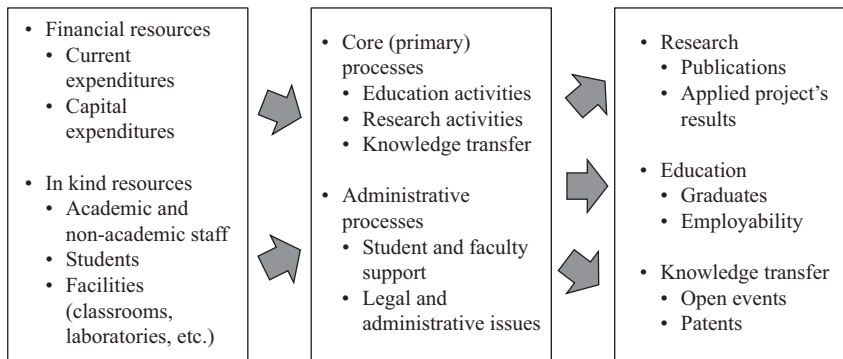 • Financial resources
• Current
expenditures
• Capital
expenditures
• In kind resources
• Academic and
non-academic staff
• Students
• Facilities
(classrooms,
laboratories, etc.)
• Core (primary)
processes
• Education activities
• Research activities
• Knowledge transfer
• Administrative
processes
• Student and faculty
support
• Legal and
administrative issues
• Research
• Publications
• Applied project's
results
• Education
• Graduates
• Employability
• Knowledge transfer
• Open events
• Patents